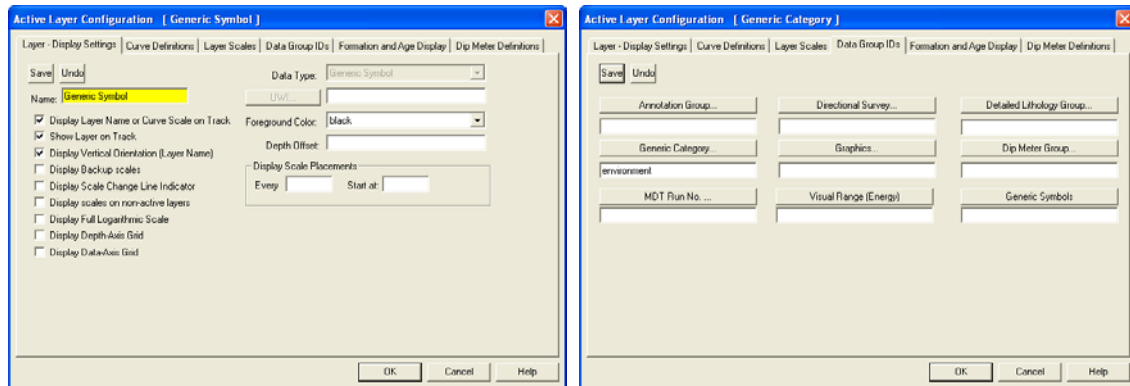 Active Layer Configuration [ Generic Symbol ]
Layer - Display Settings Curve Definitions Layer Scales Data Group IDs Formation and Age Display Dip Meter Definitions
Save Undo
Data Type: Generic Symbol
Name: Generic Symbol
UWI...
Display Layer Name or Curve Scale on Track
Foreground Color: black
Show Layer on Track
Depth Offset:
Display Vertical Orientation (Layer Name)
Display Backup scales
Display Scale Placements
Display Scale Change Line Indicator
Every Start at:
Display scales on non-active layers
Display Full Logarithmic Scale
Display Depth-Axis Grid
Display Data-Axis Grid
OK Cancel Help
Active Layer Configuration [ Generic Category ]
Layer - Display Settings Curve Definitions Layer Scales Data Group IDs Formation and Age Display Dip Meter Definitions
Save Undo
Annotation Group... Directional Survey... Detailed Lithology Group...
Generic Category... Graphics... Dip Meter Group...
environment
MDT Run No. ... Visual Range (Energy) Generic Symbols
OK Cancel Help